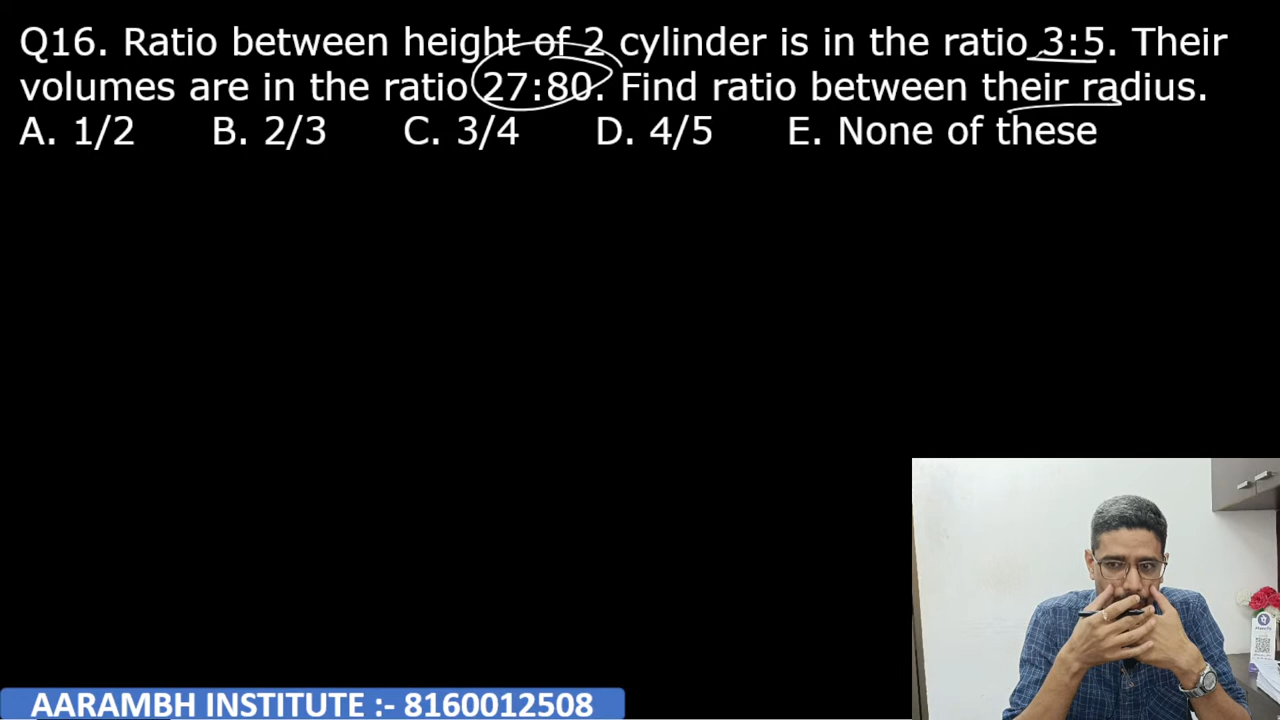 Q16. Ratio between height of 2 cylinder is in the ratio 3:5. Their
volumes are in the ratio 27:80. Find ratio between their radius.
A. 1/2 B. 2/3 C. 3/4 D. 4/5 E. None of these
AARAMBH INSTITUTE :- 8160012508